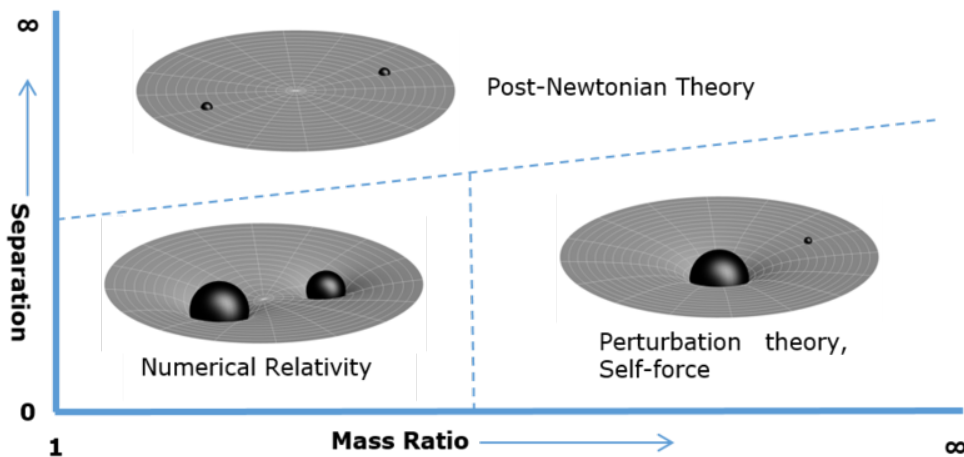 ∞
Post-Newtonian Theory
Separation
Numerical Relativity
Perturbation theory,
Self-force
0
1
Mass Ratio
∞